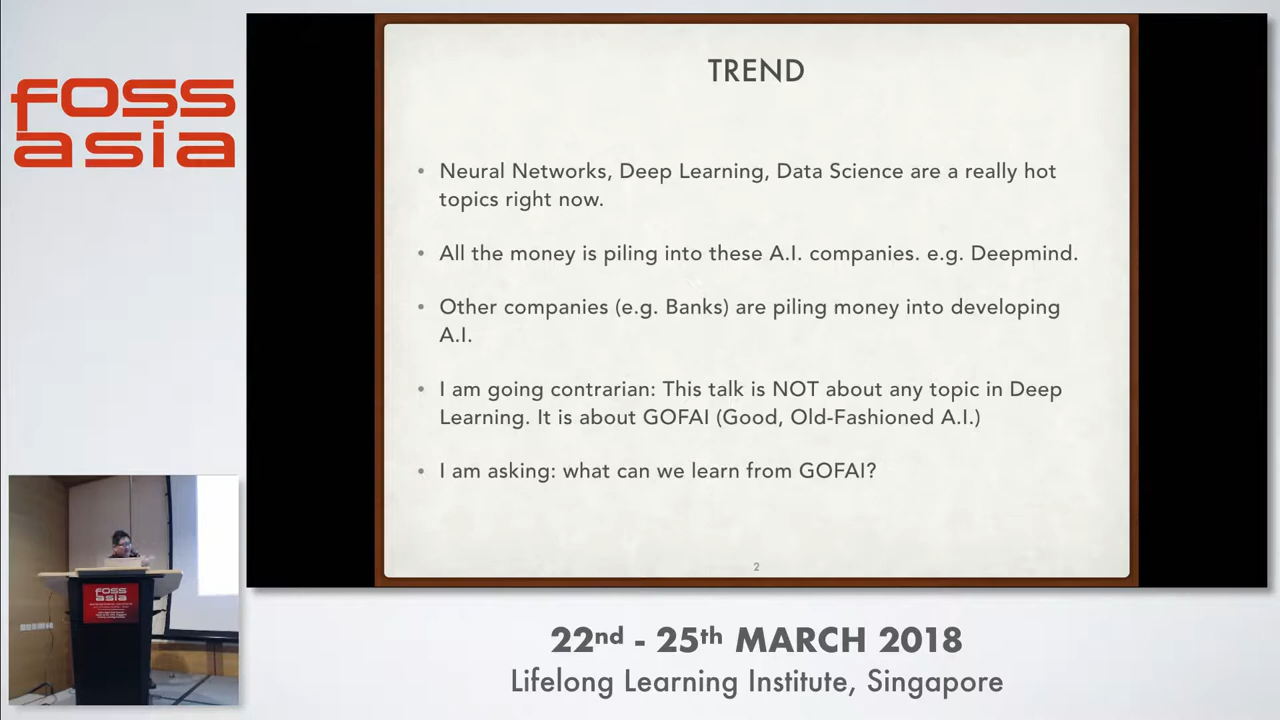 foss
asia
TREND
• Neural Networks, Deep Learning, Data Science are a really hot
topics right now.
• All the money is piling into these A.I. companies. e.g. Deepmind.
• Other companies (e.g. Banks) are piling money into developing
A.I.
• I am going contrarian: This talk is NOT about any topic in Deep
Learning. It is about GOFAI (Good, Old-Fashioned A.I.)
• I am asking: what can we learn from GOFAI?
2
foss
asia
22nd - 25th MARCH 2018
Lifelong Learning Institute, Singapore